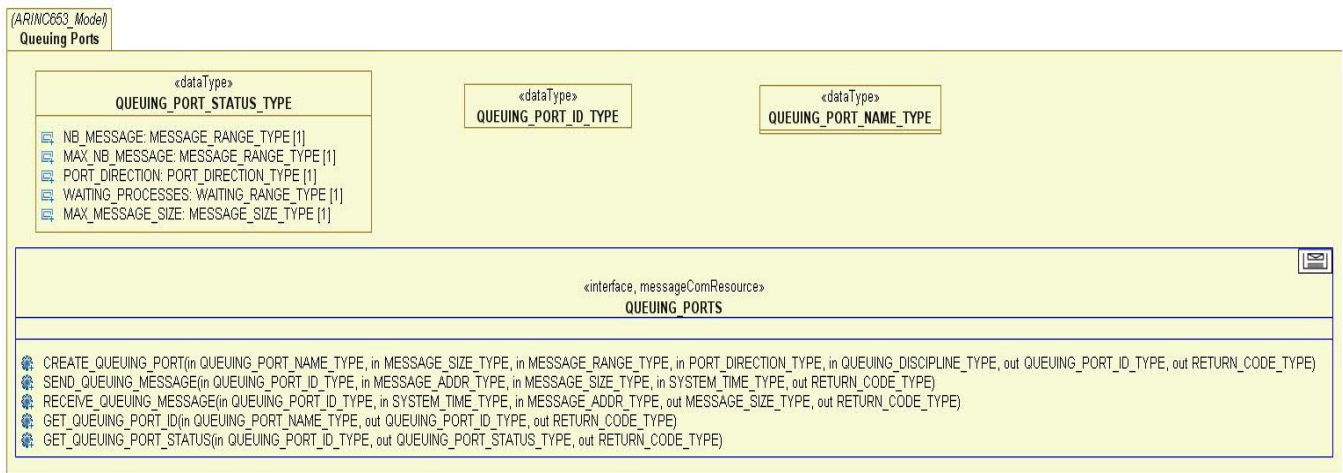 (ARINC653_Model)
Queuing Ports
«dataType»
QUEUING_PORT_STATUS_TYPE
NB_MESSAGE: MESSAGE_RANGE_TYPE [1]
MAX_NB_MESSAGE: MESSAGE_RANGE_TYPE [1]
PORT_DIRECTION: PORT_DIRECTION_TYPE [1]
WAITING_PROCESSES: WAITING_RANGE_TYPE [1]
MAX_MESSAGE_SIZE: MESSAGE_SIZE_TYPE [1]
«dataType»
QUEUING_PORT_ID_TYPE
«dataType»
QUEUING_PORT_NAME_TYPE
«interface, messageComResource»
QUEUING_PORTS
CREATE_QUEUING_PORT(in QUEUING_PORT_NAME_TYPE, in MESSAGE_SIZE_TYPE, in MESSAGE_RANGE_TYPE, in PORT_DIRECTION_TYPE, in QUEUING_DISCIPLINE_TYPE, out QUEUING_PORT_ID_TYPE, out RETURN_CODE_TYPE)
SEND_QUEUING_MESSAGE(in QUEUING_PORT_ID_TYPE, in MESSAGE_ADDR_TYPE, in MESSAGE_SIZE_TYPE, in SYSTEM_TIME_TYPE, out RETURN_CODE_TYPE)
RECEIVE_QUEUING_MESSAGE(in QUEUING_PORT_ID_TYPE, in SYSTEM_TIME_TYPE, in MESSAGE_ADDR_TYPE, out MESSAGE_SIZE_TYPE, out RETURN_CODE_TYPE)
GET_QUEUING_PORT_ID(in QUEUING_PORT_NAME_TYPE, out QUEUING_PORT_ID_TYPE, out RETURN_CODE_TYPE)
GET_QUEUING_PORT_STATUS(in QUEUING_PORT_ID_TYPE, out QUEUING_PORT_STATUS_TYPE, out RETURN_CODE_TYPE)